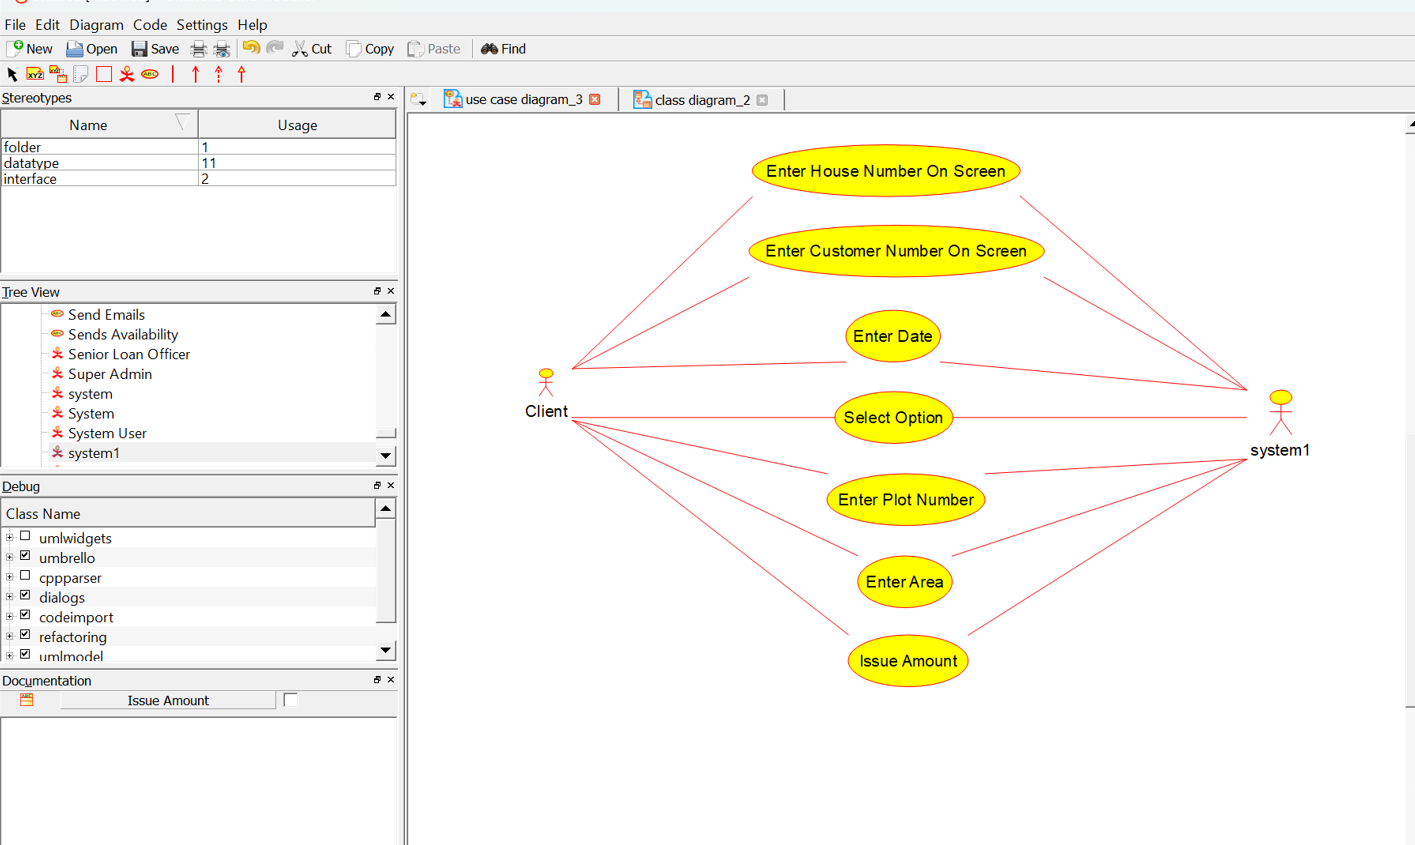 File Edit Diagram Code Settings Help
New Open Save Cut Copy Paste Find
Stereotypes
Name Usage
folder 1
datatype 11
interface 2
Tree View
Send Emails
Sends Availability
Senior Loan Officer
Super Admin
system
System
System User
system1
Debug
Class Name
umlwidgets
umbrello
cppparser
dialogs
codeimport
refactoring
umlmodel
Documentation
Issue Amount
use case diagram_3 class diagram_2
Enter House Number On Screen
Enter Customer Number On Screen
Enter Date
Client
Select Option
system1
Enter Plot Number
Enter Area
Issue Amount